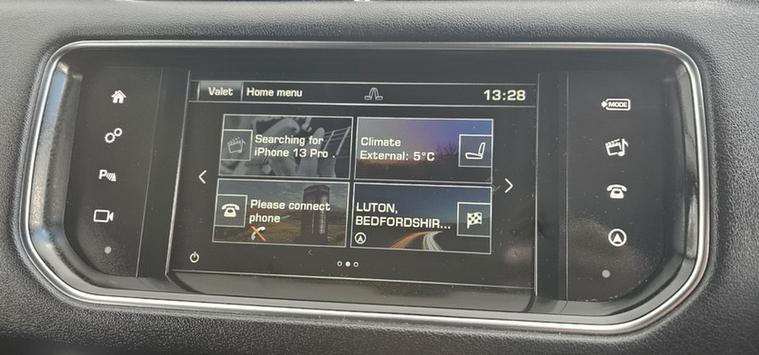 Valet Home menu 13:28
Searching for
iPhone 13 Pro .
Climate
External: 5°C
Please connect
phone
LUTON,
BEDFORDSHIR...
MODE
P